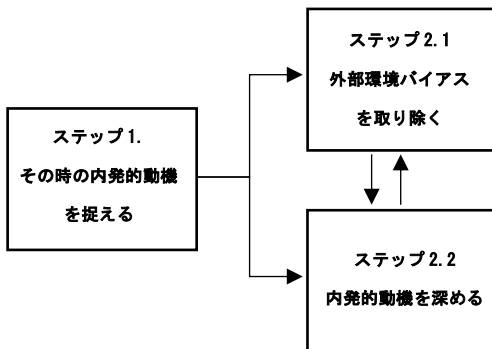 ステップ1.
その時の内発的動機
を捉える
ステップ2.1
外部環境バイアス
を取り除く
ステップ2.2
内発的動機を深める